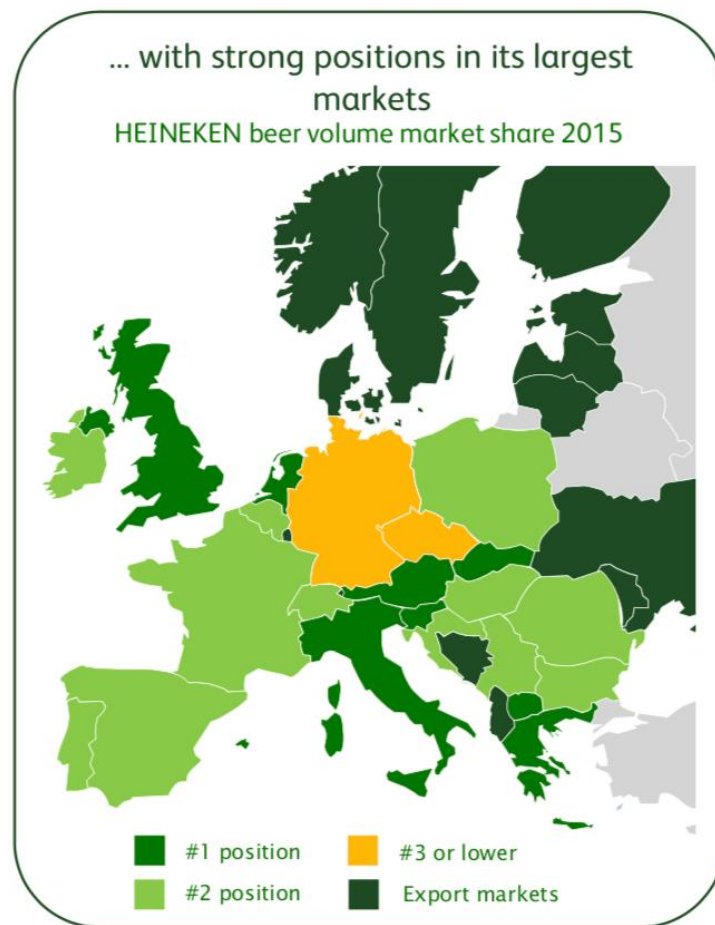 ... with strong positions in its largest
markets
HEINEKEN beer volume market share 2015
#1 position
#3 or lower
#2 position
Export markets